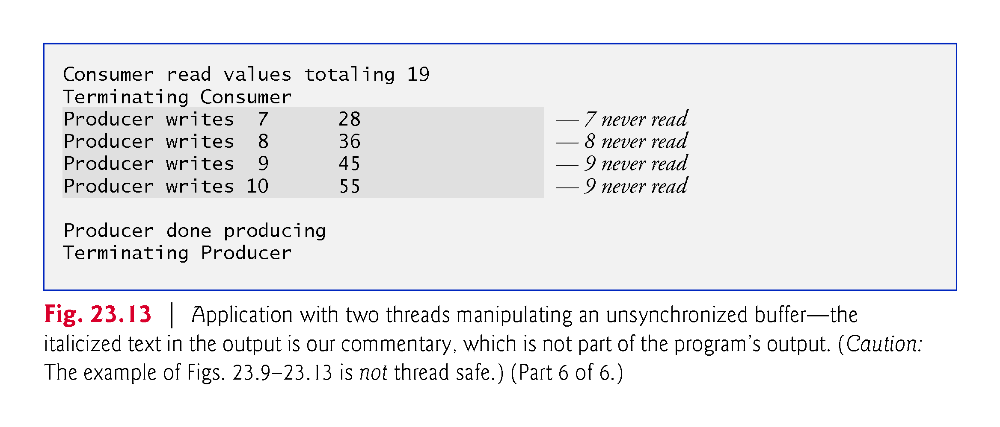 Consumer read values totaling 19
Terminating Consumer
Producer writes  7      28      — 7 never read
Producer writes  8      36      — 8 never read
Producer writes  9      45      — 9 never read
Producer writes 10      55      — 9 never read
Producer done producing
Terminating Producer
Fig. 23.13 | Application with two threads manipulating an unsynchronized buffer—the
italicized text in the output is our commentary, which is not part of the program’s output. (Caution:
The example of Figs. 23.9–23.13 is not thread safe.) (Part 6 of 6.)